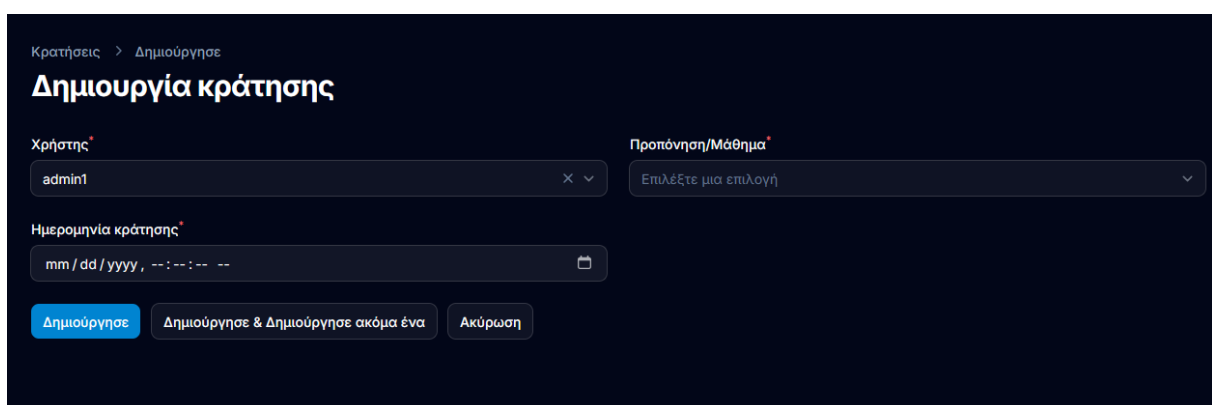 Κρατήσεις > Δημιούργησε
Δημιουργία κράτησης
Χρήστης* Προπόνηση/Μάθημα*
admin1 Επιλέξτε μια επιλογή
Ημερομηνία κράτησης*
mm/dd/yyyy, --:--:-- --
Δημιούργησε Δημιούργησε & Δημιούργησε ακόμα ένα Ακύρωση